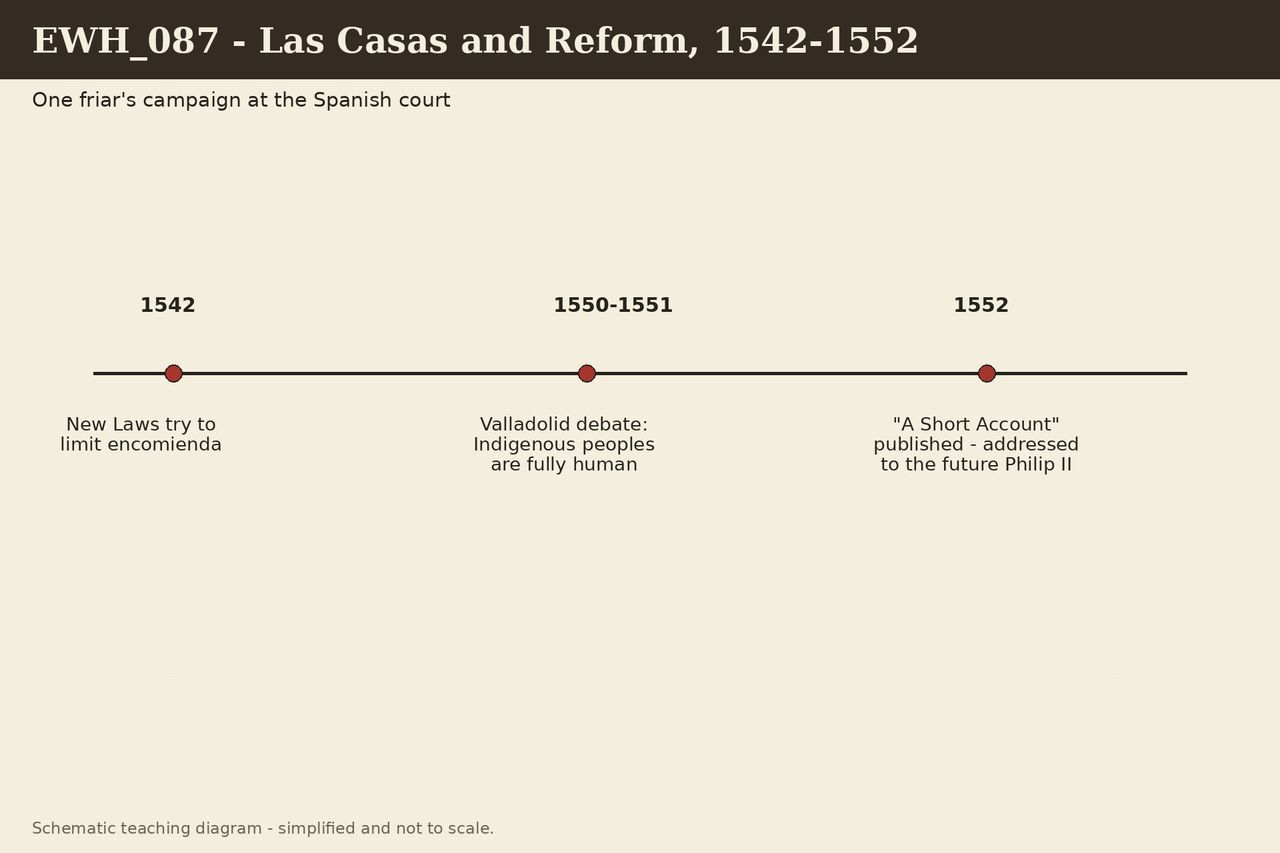 EWH_087 - Las Casas and Reform, 1542-1552
One friar's campaign at the Spanish court
1542
1550-1551
1552
New Laws try to
limit encomienda
Valladolid debate:
Indigenous peoples
are fully human
"A Short Account"
published - addressed
to the future Philip II
Schematic teaching diagram - simplified and not to scale.